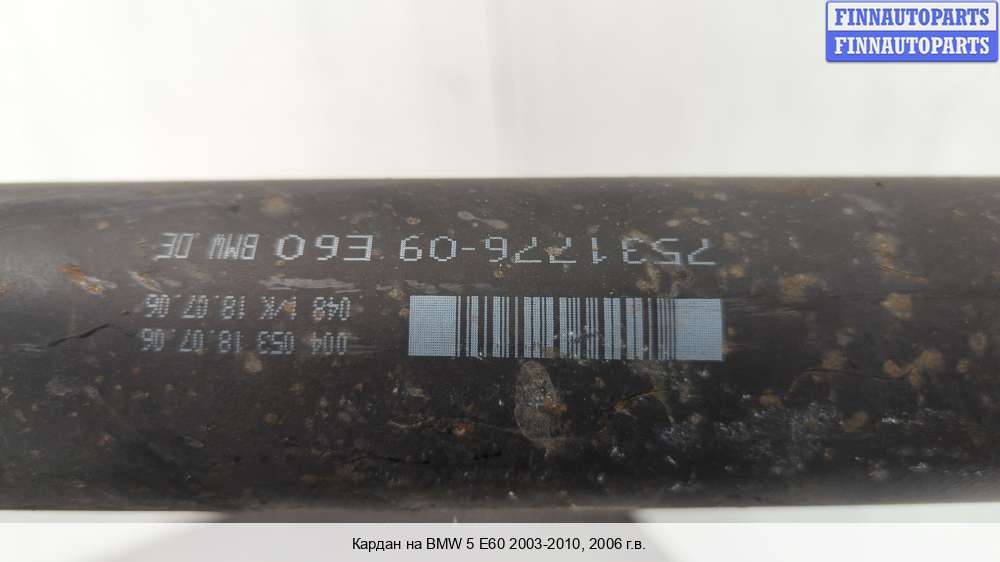 FINNAUTOPARTS
FINNAUTOPARTS
004 053 18.07.06
048 18.07.06
7531776-09 E60 BMW DE
Кардан на BMW 5 E60 2003-2010, 2006 г.в.